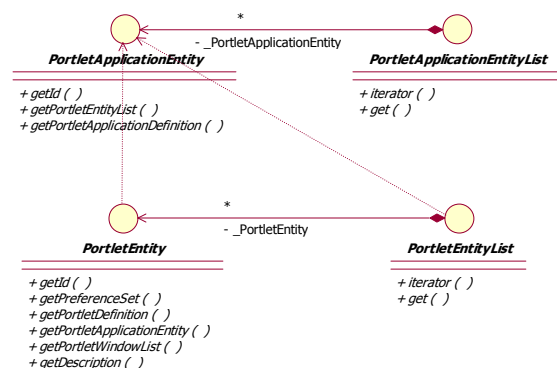 *
- _PortletApplicationEntity
PortletApplicationEntity
PortletApplicationEntityList
+ getId ( )
+ getPortletEntityList ( )
+ getPortletApplicationDefinition ( )
+ iterator ( )
+ get ( )
*
- _PortletEntity
PortletEntity
PortletEntityList
+ getId ( )
+ getPreferenceSet ( )
+ getPortletDefinition ( )
+ getPortletApplicationEntity ( )
+ getPortletWindowList ( )
+ getDescription ( )
+ iterator ( )
+ get ( )